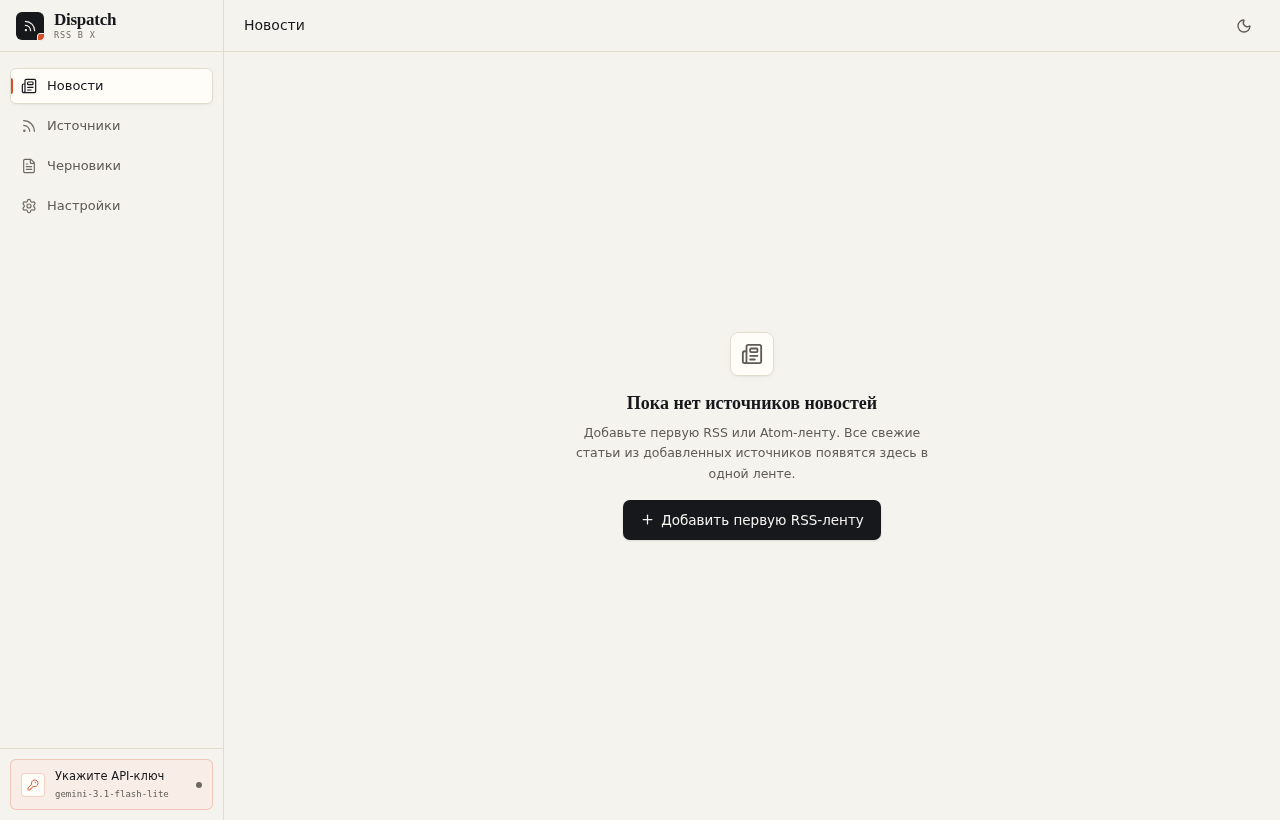 Dispatch
RSS В X
Новости
Новости
Источники
Черновики
Настройки
Пока нет источников новостей
Добавьте первую RSS или Atom-ленту. Все свежие
статьи из добавленных источников появятся здесь в
одной ленте.
+ Добавить первую RSS-ленту
Укажите API-ключ
gemini-3.1-flash-lite